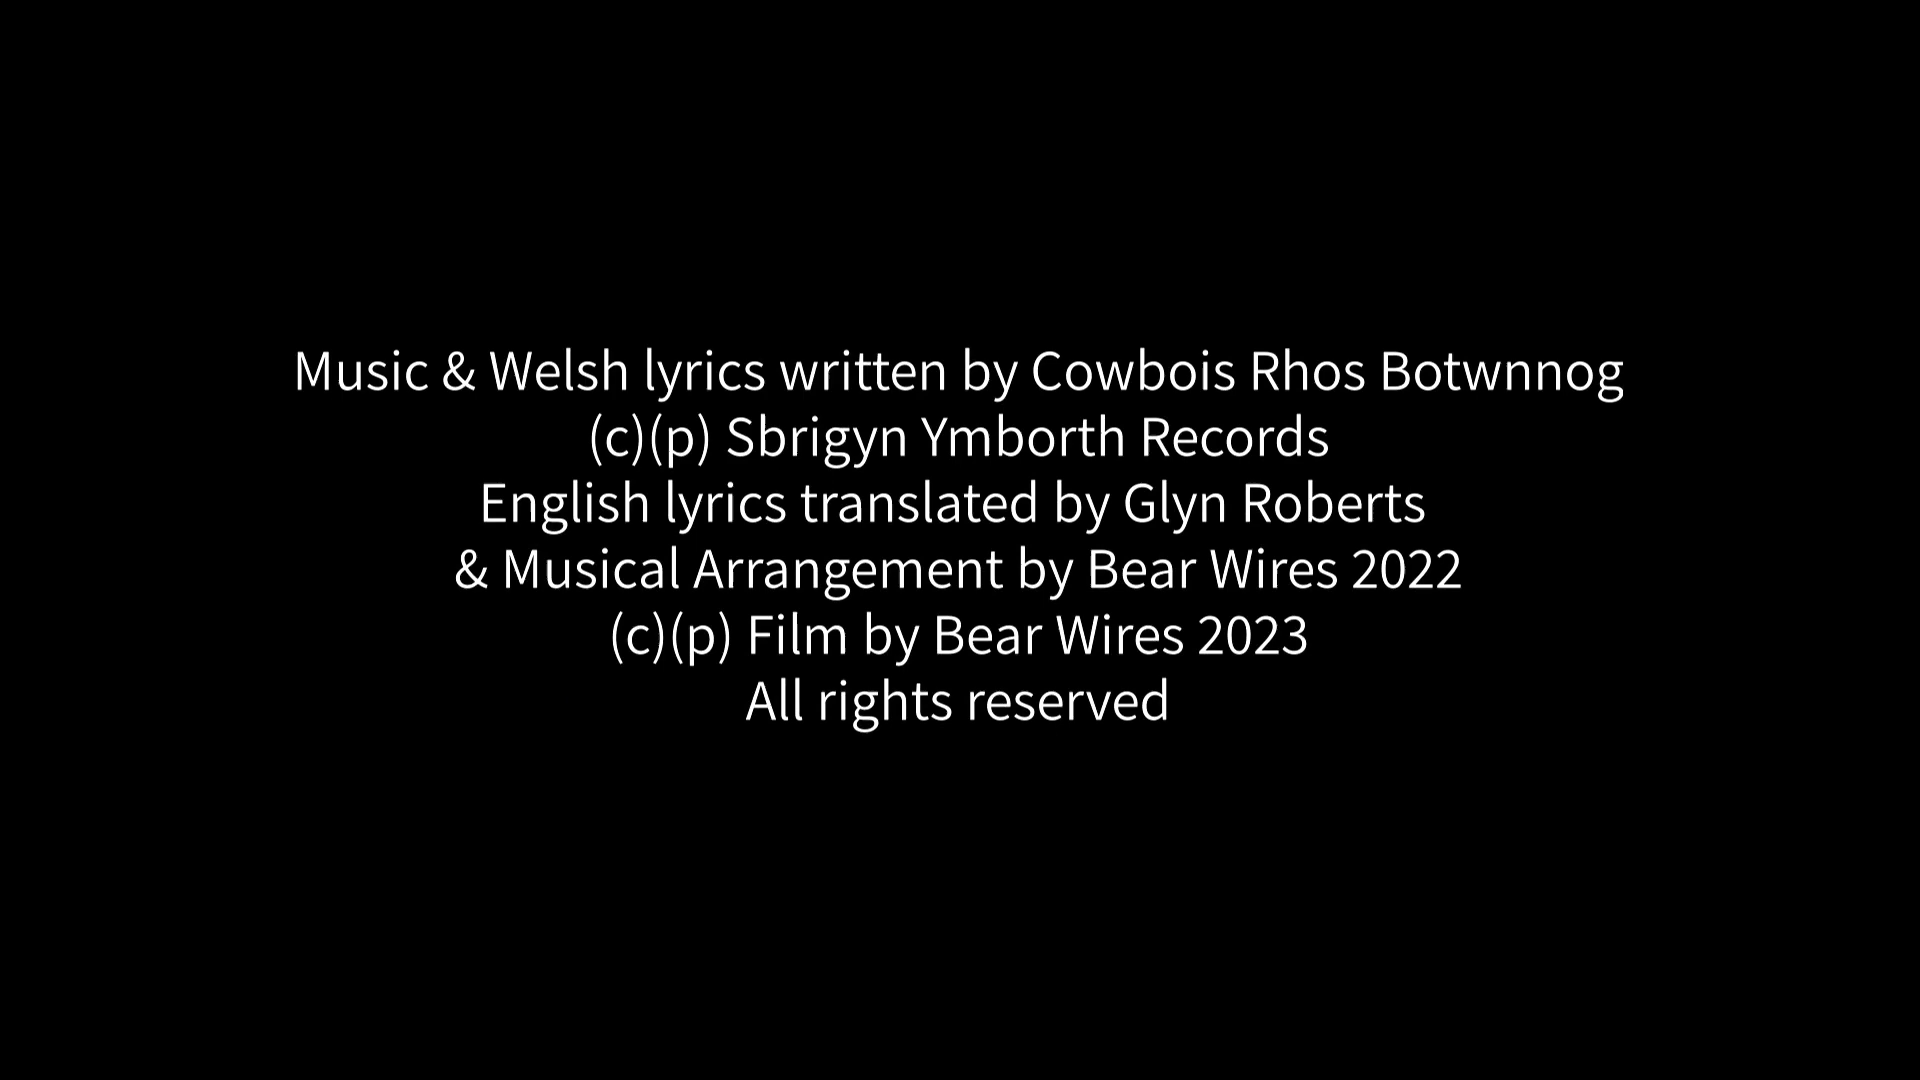 Music & Welsh lyrics written by Cowbois Rhos Botwnnog
(c)(p) Sbrigyn Ymborth Records
English lyrics translated by Glyn Roberts
& Musical Arrangement by Bear Wires 2022
(c)(p) Film by Bear Wires 2023
All rights reserved